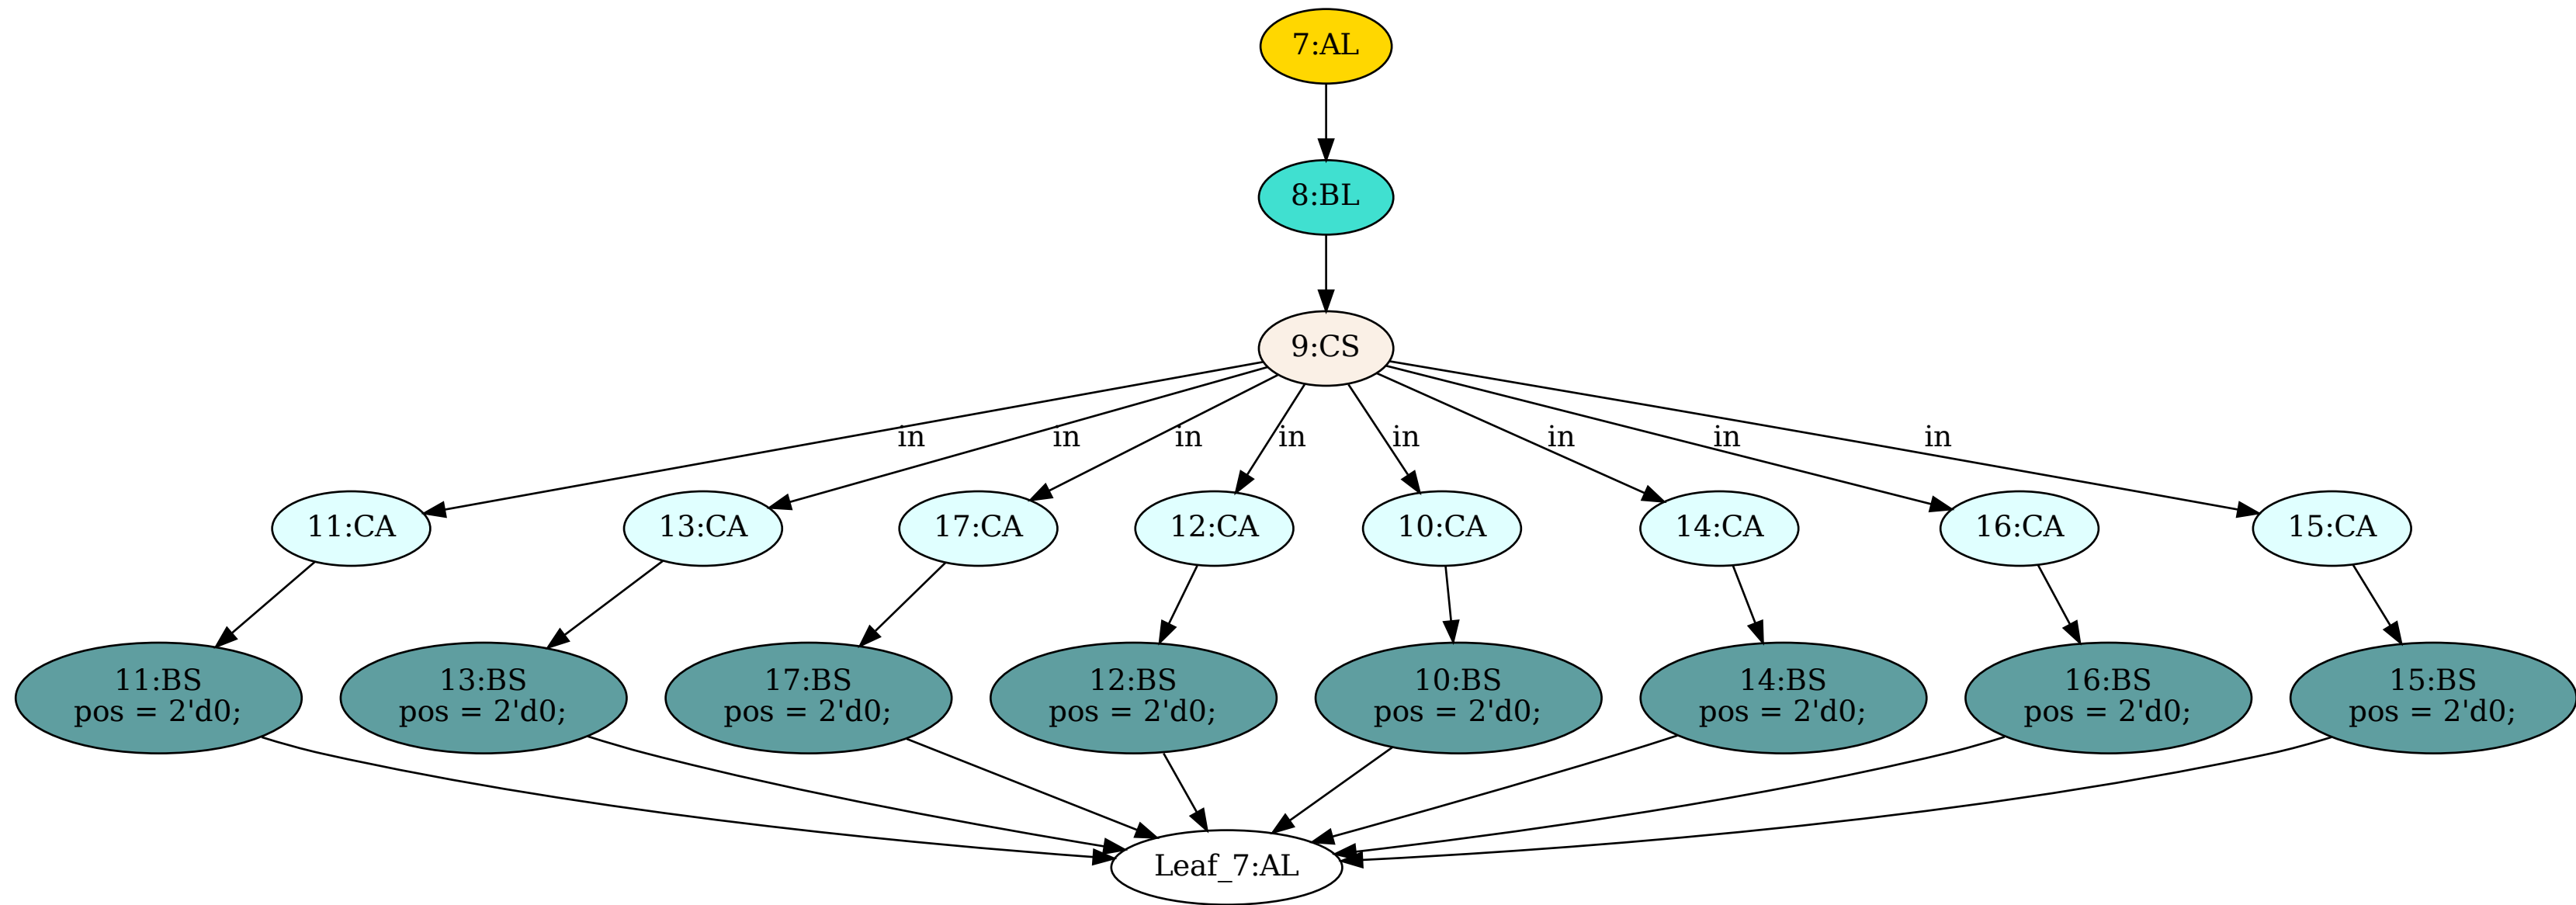 7:AL
8:BL
9:CS
in
in
in
in
in
in
in
in
11:CA
13:CA
17:CA
12:CA
10:CA
14:CA
16:CA
15:CA
11:BS
pos = 2'd0;
13:BS
pos = 2'd0;
17:BS
pos = 2'd0;
12:BS
pos = 2'd0;
10:BS
pos = 2'd0;
14:BS
pos = 2'd0;
16:BS
pos = 2'd0;
15:BS
pos = 2'd0;
Leaf_7:AL